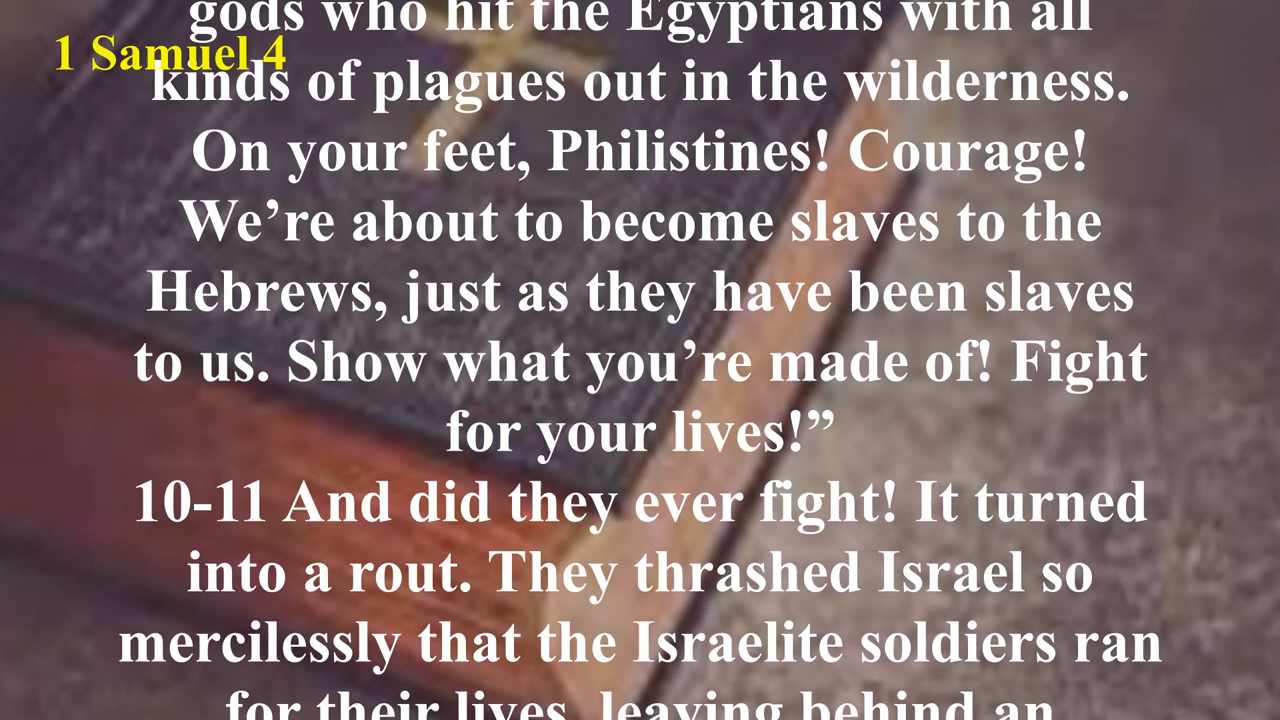 gods who hit the Egyptians with all
1 Samuel 4
kinds of plagues out in the wilderness.
On your feet, Philistines! Courage!
We’re about to become slaves to the
Hebrews, just as they have been slaves
to us. Show what you’re made of! Fight
for your lives!”
10-11 And did they ever fight! It turned
into a rout. They thrashed Israel so
mercilessly that the Israelite soldiers ran
for their lives, leaving behind an